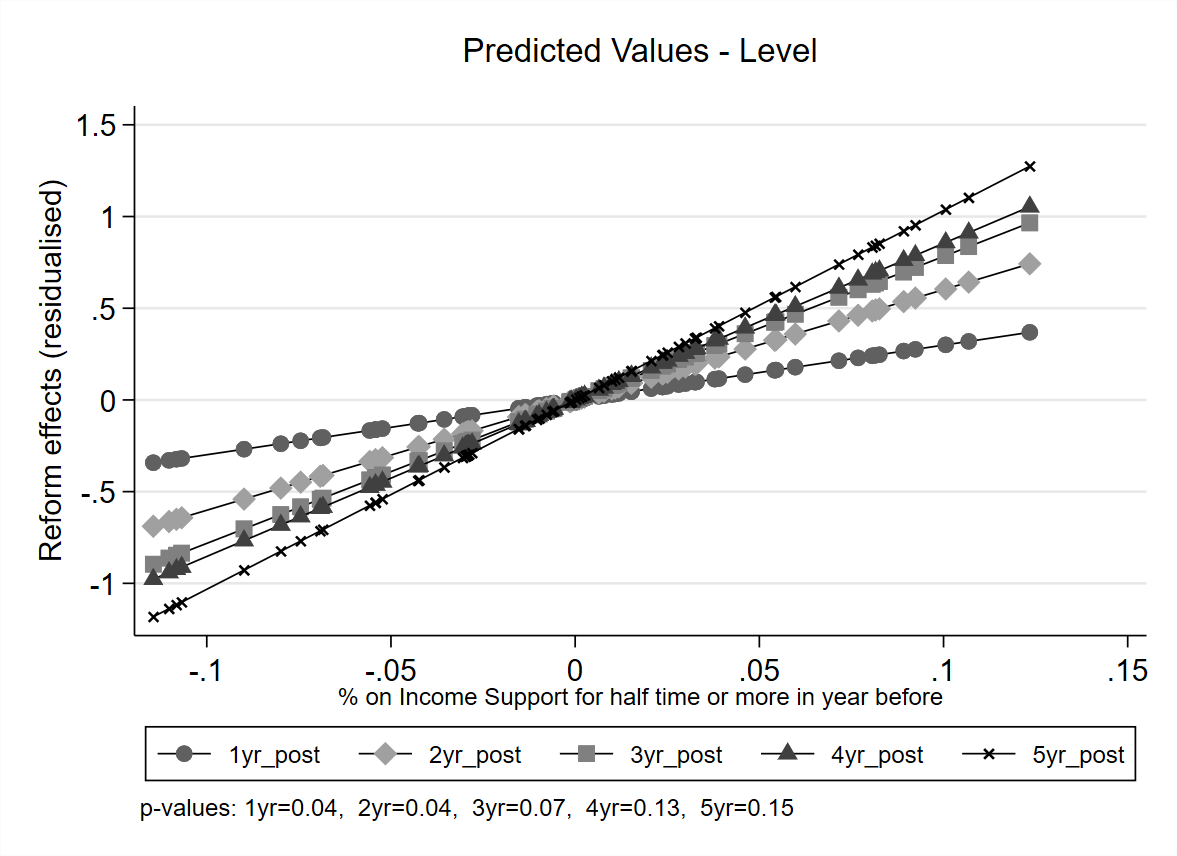 Predicted Values - Level
Reform effects (residualised)
1.5
1
.5
0
-.5
-1
-.1 -.05 0 .05 .1 .15
% on Income Support for half time or more in year before
1yr_post 2yr_post 3yr_post 4yr_post 5yr_post
p-values: 1yr=0.04, 2yr=0.04, 3yr=0.07, 4yr=0.13, 5yr=0.15